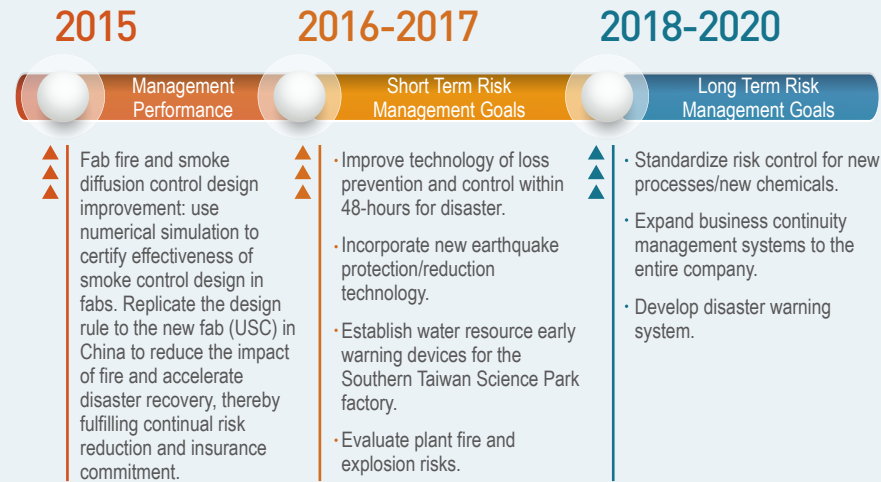 2015
Management
Performance
Fab fire and smoke
diffusion control design
improvement: use
numerical simulation to
certify effectiveness of
smoke control design in
fabs. Replicate the design
rule to the new fab (USC) in
China to reduce the impact
of fire and accelerate
disaster recovery, thereby
fulfilling continual risk
reduction and insurance
commitment.
2016-2017
Short Term Risk
Management Goals
· Improve technology of loss
prevention and control within
48-hours for disaster.
· Incorporate new earthquake
protection/reduction
technology.
· Establish water resource early
warning devices for the
Southern Taiwan Science Park
factory.
· Evaluate plant fire and
explosion risks.
2018-2020
Long Term Risk
Management Goals
· Standardize risk control for new
processes/new chemicals.
· Expand business continuity
management systems to the
entire company.
· Develop disaster warning
system.